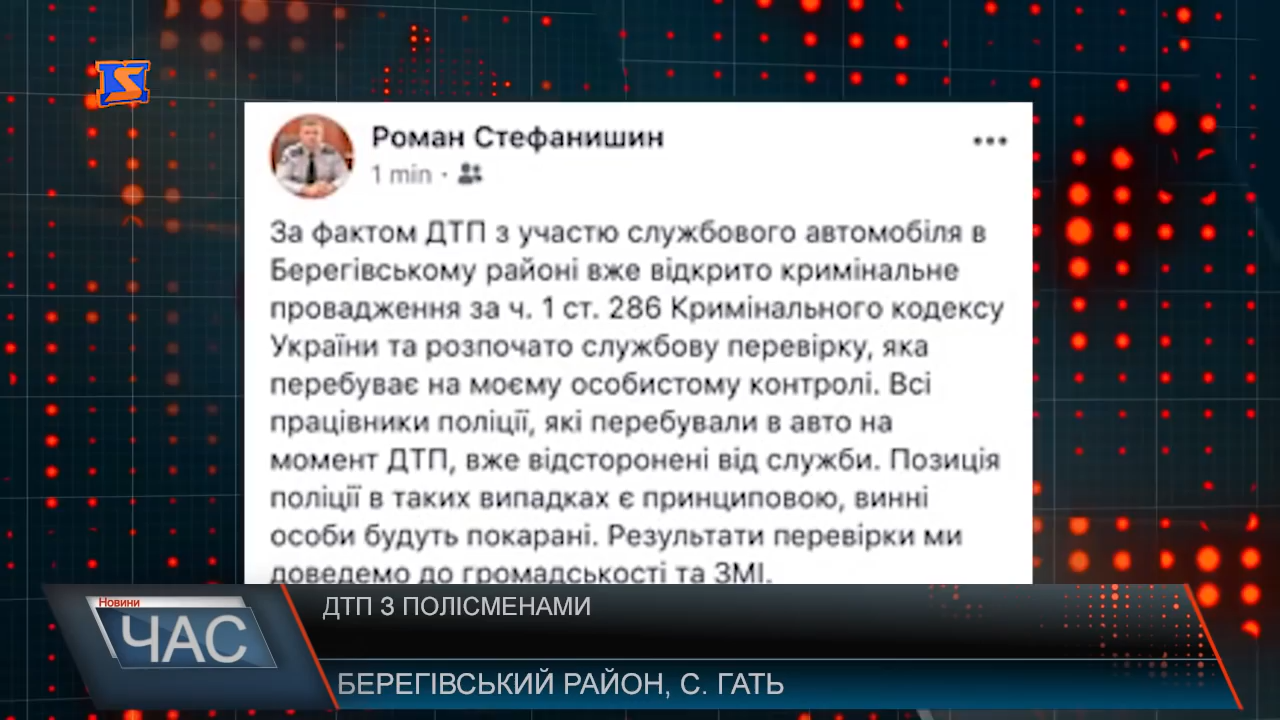 Роман Стефанишин
1 min
За фактом ДТП з участю службового автомобіля в
Берегівському районі вже відкрито кримінальне
провадження за ч. 1 ст. 286 Кримінального кодексу
України та розпочато службову перевірку, яка
перебуває на моєму особистому контролі. Всі
працівники поліції, які перебували в авто на
момент ДТП, вже відсторонені від служби. Позиція
поліції в таких випадках є принциповою, винні
особи будуть покарані. Результати перевірки ми
доведемо до громадськості та ЗМІ.
Новини
ЧАС
ДТП З ПОЛІСМЕНАМИ
БЕРЕГІВСЬКИЙ РАЙОН, С. ГАТЬ